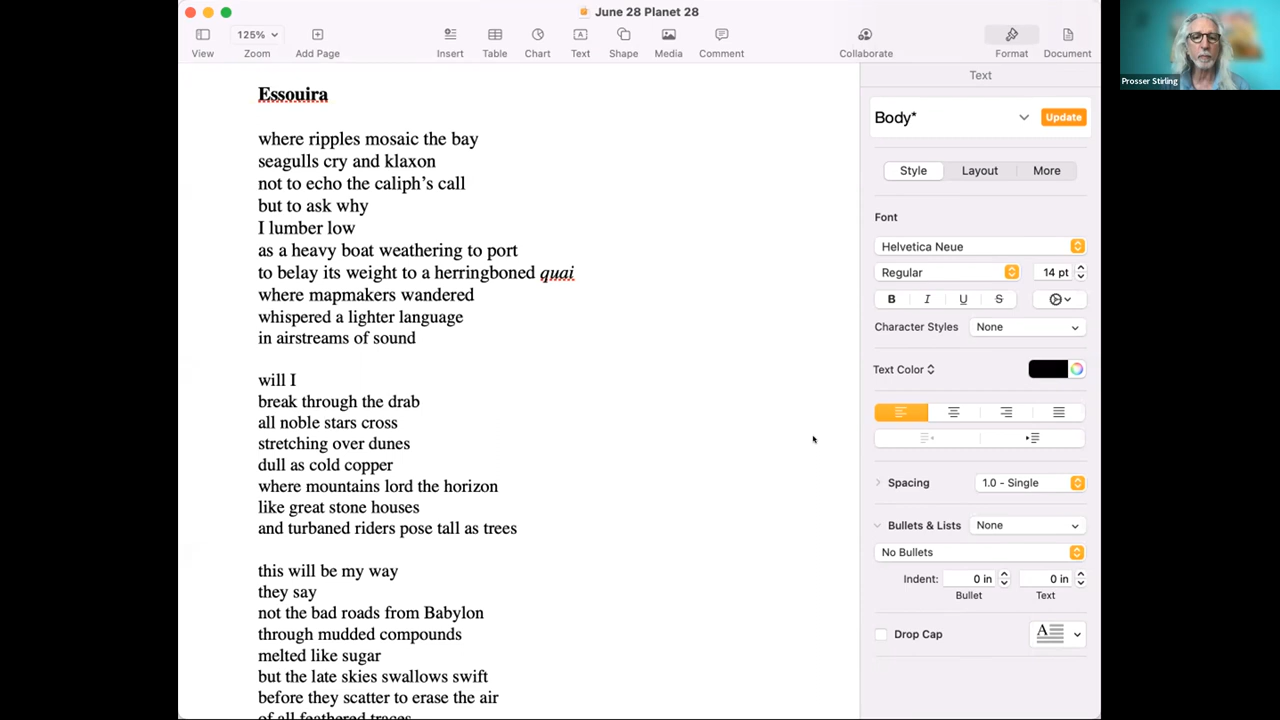 June 28 Planet 28
125%
View
Zoom
Add Page
Insert
Table
Chart
Text
Shape
Media
Comment
Collaborate
Format
Document
Prosser Stirling
Essouira
where ripples mosaic the bay
seagulls cry and klaxon
not to echo the caliph's call
but to ask why
I lumber low
as a heavy boat weathering to port
to belay its weight to a herringboned quai
where mapmakers wandered
whispered a lighter language
in airstreams of sound
will I
break through the drab
all noble stars cross
stretching over dunes
dull as cold copper
where mountains lord the horizon
like great stone houses
and turbaned riders pose tall as trees
this will be my way
they say
not the bad roads from Babylon
through mudded compounds
melted like sugar
but the late skies swallows swift
before they scatter to erase the air
of all feathered traces
Text
Body*
Update
Style
Layout
More
Font
Helvetica Neue
Regular
14 pt
B I U S
Character Styles
None
Text Color
Spacing
1.0 - Single
Bullets & Lists
None
No Bullets
Indent:
0 in
0 in
Bullet
Text
Drop Cap
A